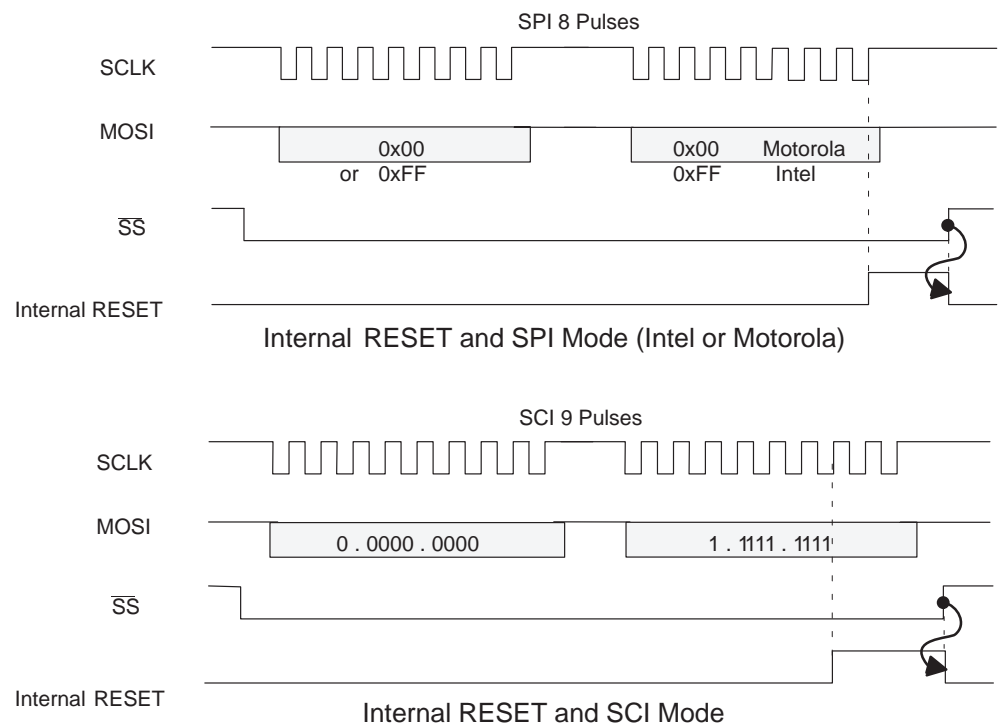 SPI 8 Pulses
SCLK
MOSI
0x00 0x00 Motorola
or 0xFF 0xFF Intel
SS
Internal RESET
Internal RESET and SPI Mode (Intel or Motorola)
SCI 9 Pulses
SCLK
MOSI
0 . 0000 . 0000 1 . 1111 . 1111
SS
Internal RESET
Internal RESET and SCI Mode